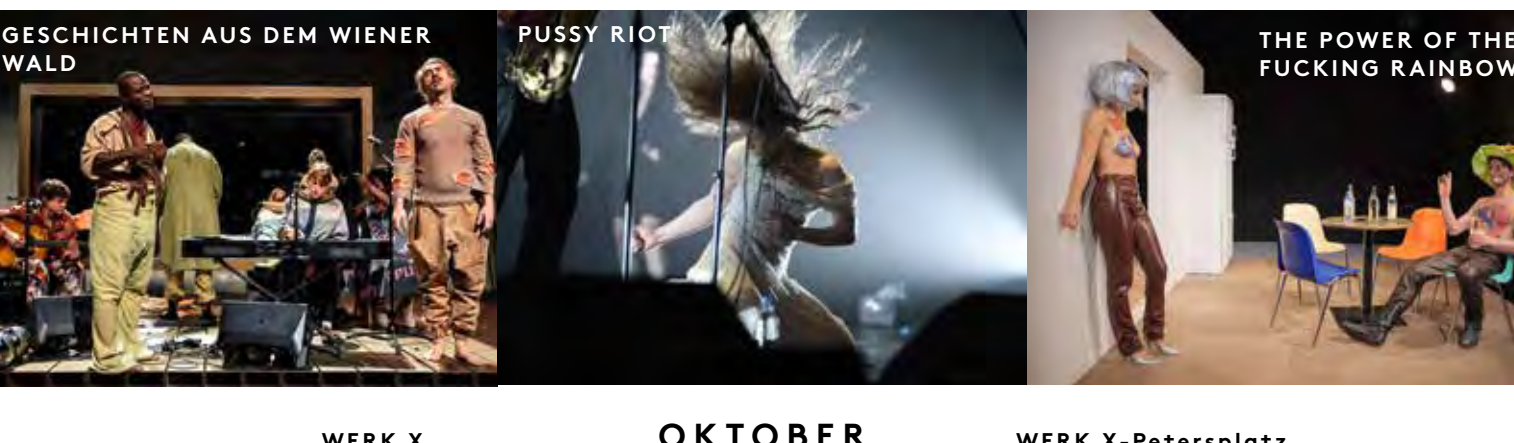 GESCHICHTEN AUS DEM WIENER
WALD
PUSSY RIOT
THE POWER OF THE
FUCKING RAINBOW
WERK X
OKTOBER
WERK X-Petersplatz